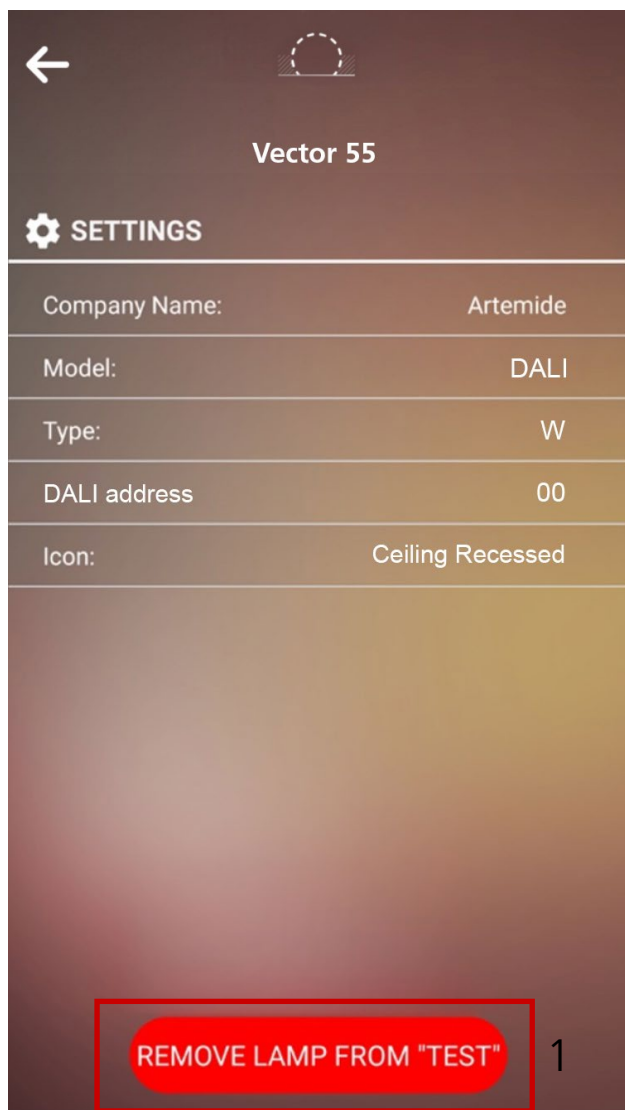 Vector 55
SETTINGS
Company Name: Artemide
Model: DALI
Type: W
DALI address 00
Icon: Ceiling Recessed
REMOVE LAMP FROM "TEST" 1